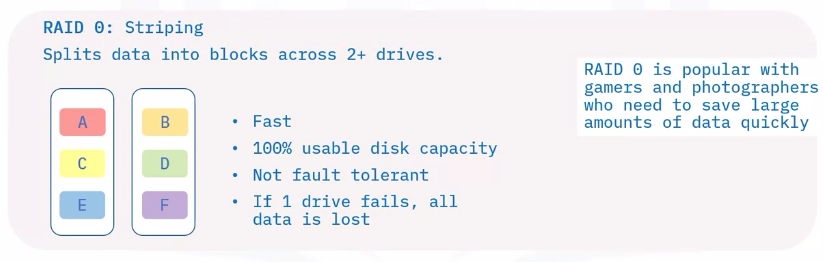 RAID 0: Striping
Splits data into blocks across 2+ drives.
RAID 0 is popular with
gamers and photographers
who need to save large
amounts of data quickly
A B
C D
E F
• Fast
• 100% usable disk capacity
• Not fault tolerant
• If 1 drive fails, all
data is lost